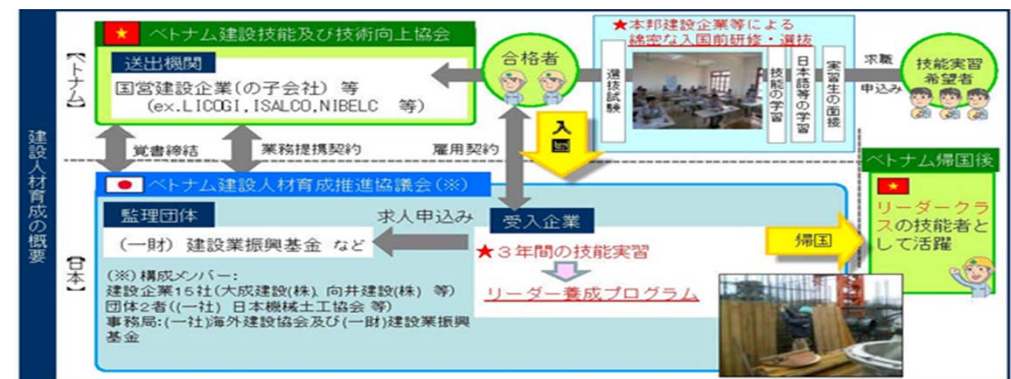 建設人材育成の概要
【ベトナム】
ベトナム建設技能及び技術向上協会
送出機関
国営建設企業(の子会社) 等
(ex.LICOGI,ISALCO,NIBELC 等)
合格者
★本邦建設企業等による
綿密な入国前研修・選抜
選抜試験
技能の学習
日本語等の学習
実習生の面接
求職
申込み
技能実習
希望者
覚書締結
業務提携契約
雇用契約
入国
【日本】
ベトナム建設人材育成推進協議会(※)
監理団体
(一財) 建設業振興基金 など
求人申込み
受入企業
★3年間の技能実習
リーダー養成プログラム
(※)構成メンバー:
建設企業15社(大成建設(株)、向井建設(株) 等)
団体2者((一社) 日本機械土工協会 等)
事務局:(一社)海外建設協会及び(一財)建設業振興
基金
帰国
ベトナム帰国後
リーダークラ
スの技能者と
して活躍